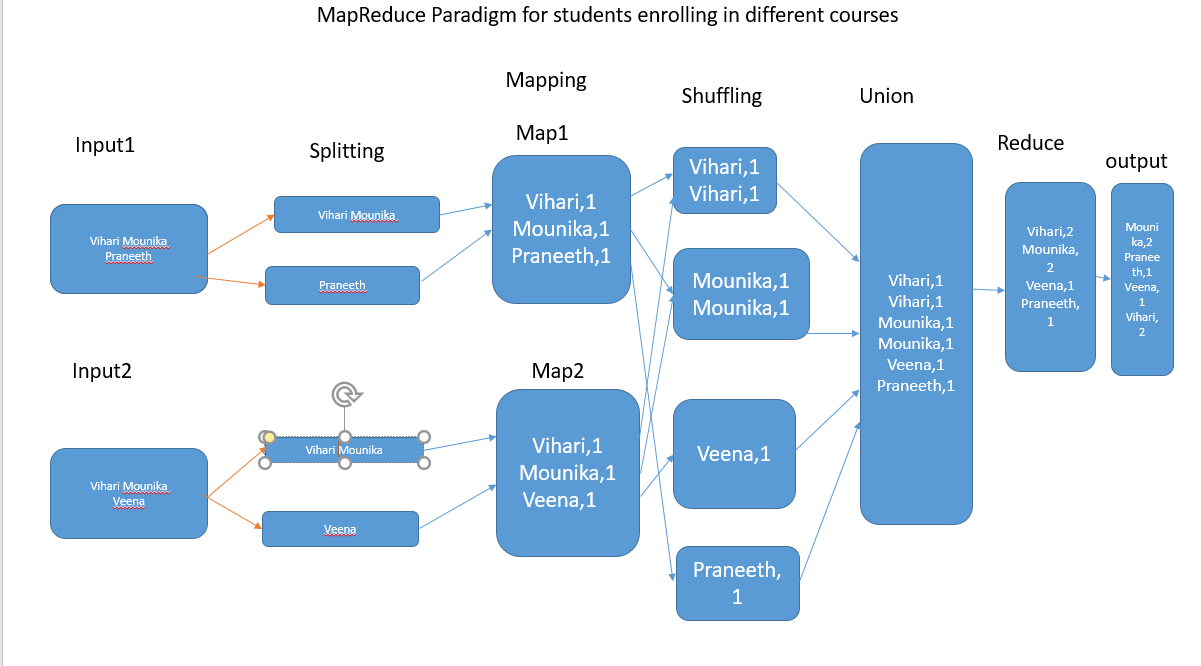 MapReduce Paradigm for students enrolling in different courses
Input1
Vihari Mounika
Praneeth
Input2
Vihari Mounika
Veena
Splitting
Vihari Mounika
Praneeth
Vihari Mounika
Veena
Mapping
Map1
Vihari,1
Mounika,1
Praneeth,1
Map2
Vihari,1
Mounika,1
Veena,1
Shuffling
Vihari,1
Vihari,1
Mounika,1
Mounika,1
Veena,1
Praneeth,
1
Union
Vihari,1
Vihari,1
Mounika,1
Mounika,1
Veena,1
Praneeth,1
Reduce
Vihari,2
Mounika,
2
Veena,1
Praneeth,
1
output
Mouni
ka,2
Pranee
th,1
Veena,
1
Vihari,
2